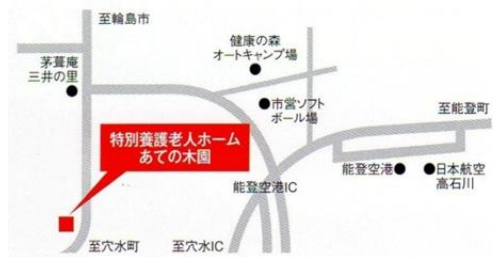 至輪島市
健康の森
オートキャンプ場
茅葺庵
三井の里
市営ソフト
ボール場
至能登町
特別養護老人ホーム
あての木園
能登空港IC
能登空港
日本航空
高石川
至穴水町
至穴水IC